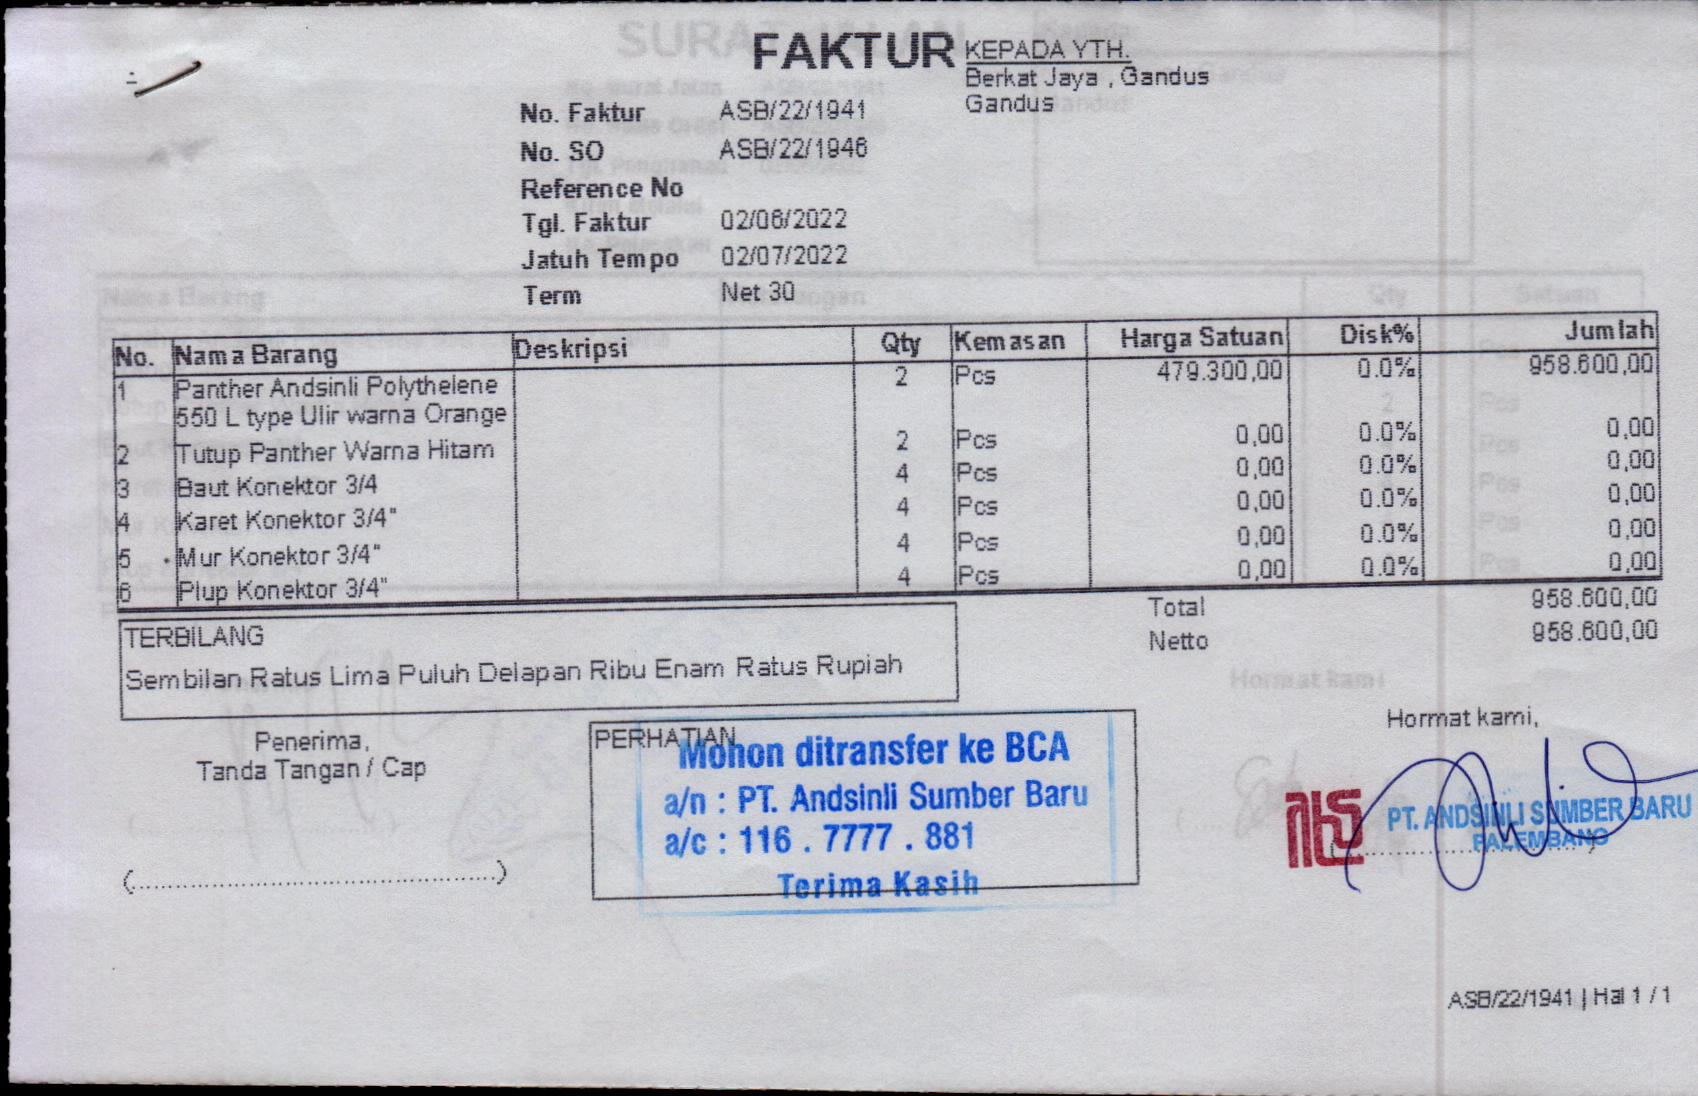 FAKTUR
KEPADA YTH.
Berkat Jaya , Gandus
Gandus
No. Faktur ASB/22/1941
No. SO ASB/22/1946
Reference No
Tgl. Faktur 02/06/2022
Jatuh Tempo 02/07/2022
Term Net 30
No. Nama Barang Deskripsi Qty Kemasan Harga Satuan Disk% Jumlah
1 Panther Andsinli Polythelene 2 Pcs 479.300,00 0.0% 958.600,00
550 L type Ulir warna Orange
2 Tutup Panther Warna Hitam 2 Pcs 0,00 0.0% 0,00
3 Baut Konektor 3/4 4 Pcs 0,00 0.0% 0,00
4 Karet Konektor 3/4" 4 Pcs 0,00 0.0% 0,00
5 Mur Konektor 3/4" 4 Pcs 0,00 0.0% 0,00
6 Plup Konektor 3/4" 4 Pcs 0,00 0.0% 0,00
Total 958.600,00
Netto 958.600,00
TERBILANG
Sembilan Ratus Lima Puluh Delapan Ribu Enam Ratus Rupiah
Penerima,
Tanda Tangan / Cap
(............................................)
PERHATIAN
Mohon ditransfer ke BCA
a/n : PT. Andsinli Sumber Baru
a/c : 116 . 7777 . 881
Terima Kasih
Hormat kami,
PT. ANDSINLI SUMBER BARU
PALEMBANG
ASB/22/1941 | Hal 1 / 1